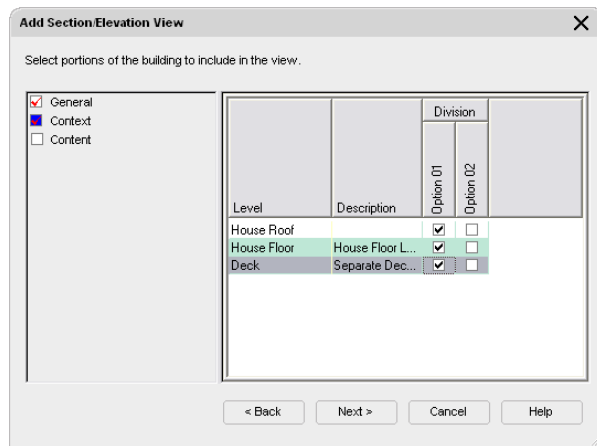 Add Section/Elevation View
Select portions of the building to include in the view.
General
Context
Content
Division
Level Description Option 01 Option 02
House Roof
House Floor House Floor L...
Deck Separate Dec...
< Back Next > Cancel Help